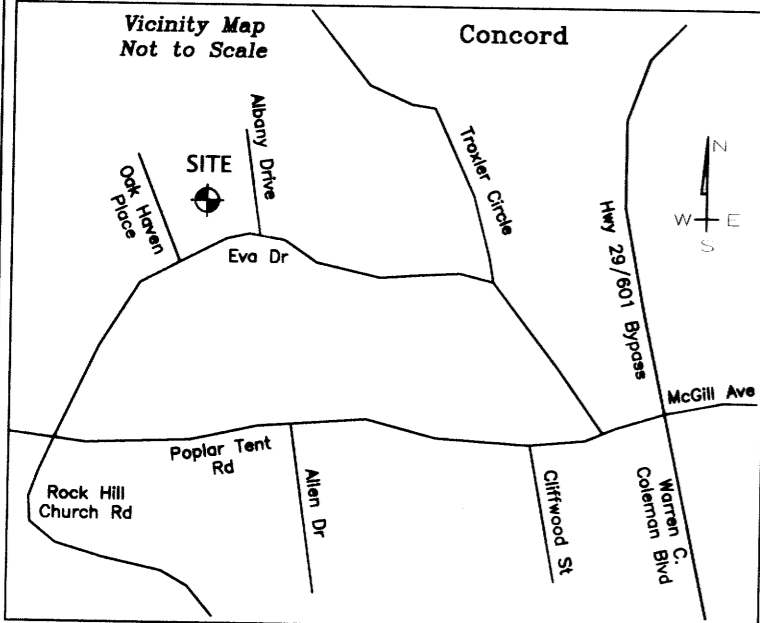 Vicinity Map
Not to Scale
Concord
Albany Drive
SITE
Oak Haven
Place
Troxler Circle
Eva Dr
Hwy 29/601 Bypass
N
W E
S
McGill Ave
Poplar Tent
Rd
Rock Hill
Church Rd
Allen Dr
Cliffwood St
Warren C.
Coleman Blvd